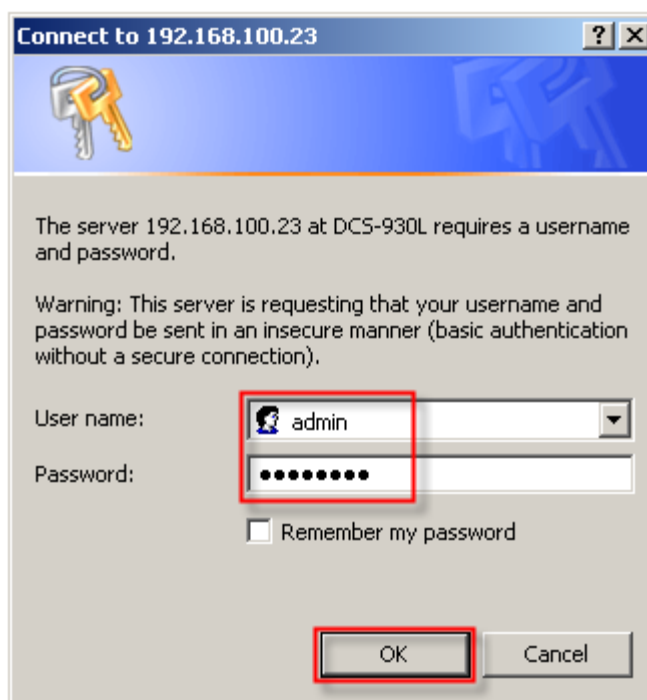 Connect to 192.168.100.23
The server 192.168.100.23 at DCS-930L requires a username
and password.
Warning: This server is requesting that your username and
password be sent in an insecure manner (basic authentication
without a secure connection).
User name:
admin
Password:
●●●●●●●●
Remember my password
OK
Cancel